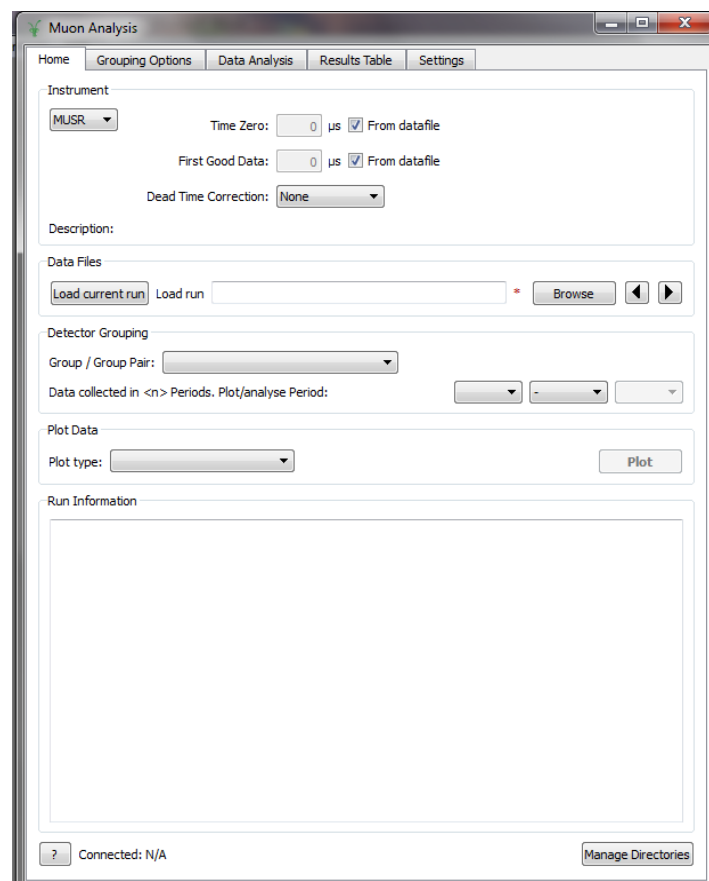 Muon Analysis
Home Grouping Options Data Analysis Results Table Settings
Instrument
MUSR Time Zero: 0 µs From datafile
First Good Data: 0 µs From datafile
Dead Time Correction: None
Description:
Data Files
Load current run Load run * Browse
Detector Grouping
Group / Group Pair:
Data collected in <n> Periods. Plot/analyse Period: -
Plot Data
Plot type: Plot
Run Information
? Connected: N/A Manage Directories